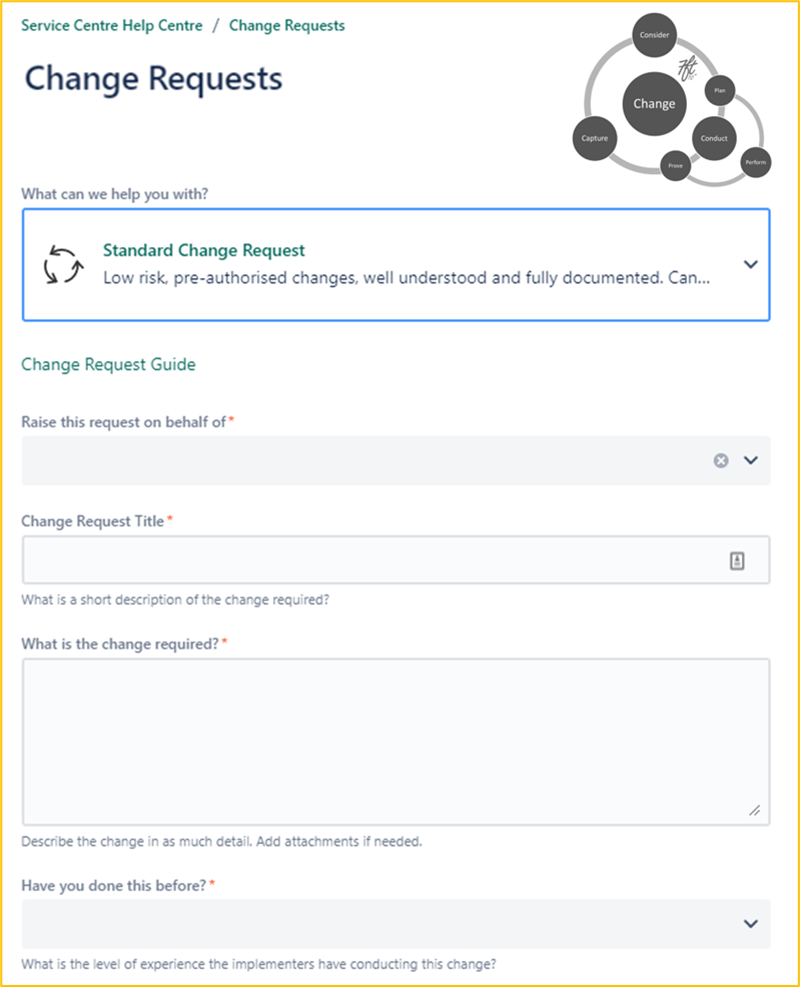 Service Centre Help Centre / Change Requests
Change Requests
Consider
Plan
Change
Capture
Conduct
Prove
Perform
What can we help you with?
Standard Change Request
Low risk, pre-authorised changes, well understood and fully documented. Can...
Change Request Guide
Raise this request on behalf of *
Change Request Title *
What is a short description of the change required?
What is the change required? *
Describe the change in as much detail. Add attachments if needed.
Have you done this before? *
What is the level of experience the implementers have conducting this change?